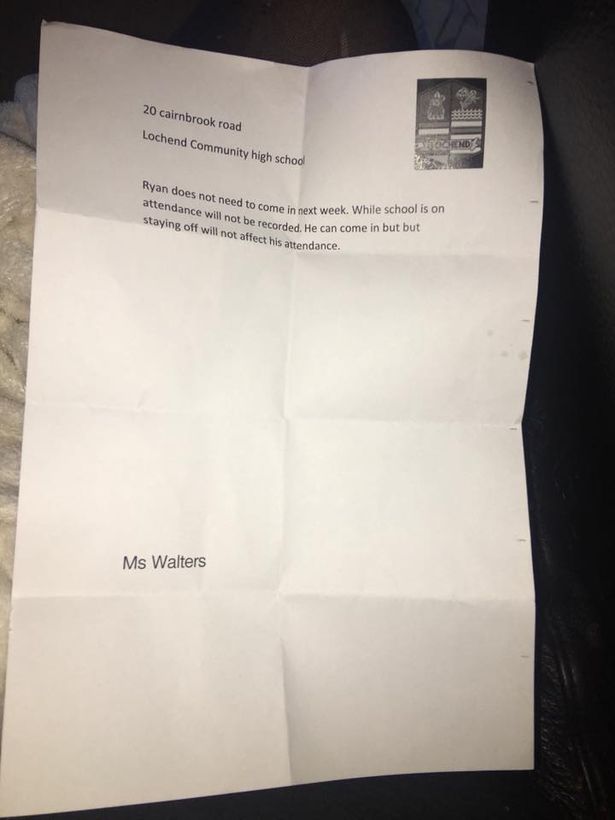 20 cairnbrook road
Lochend Community high school
LOCHEND
Ryan does not need to come in next week. While school is on
attendance will not be recorded. He can come in but but
staying off will not affect his attendance.
Ms Walters